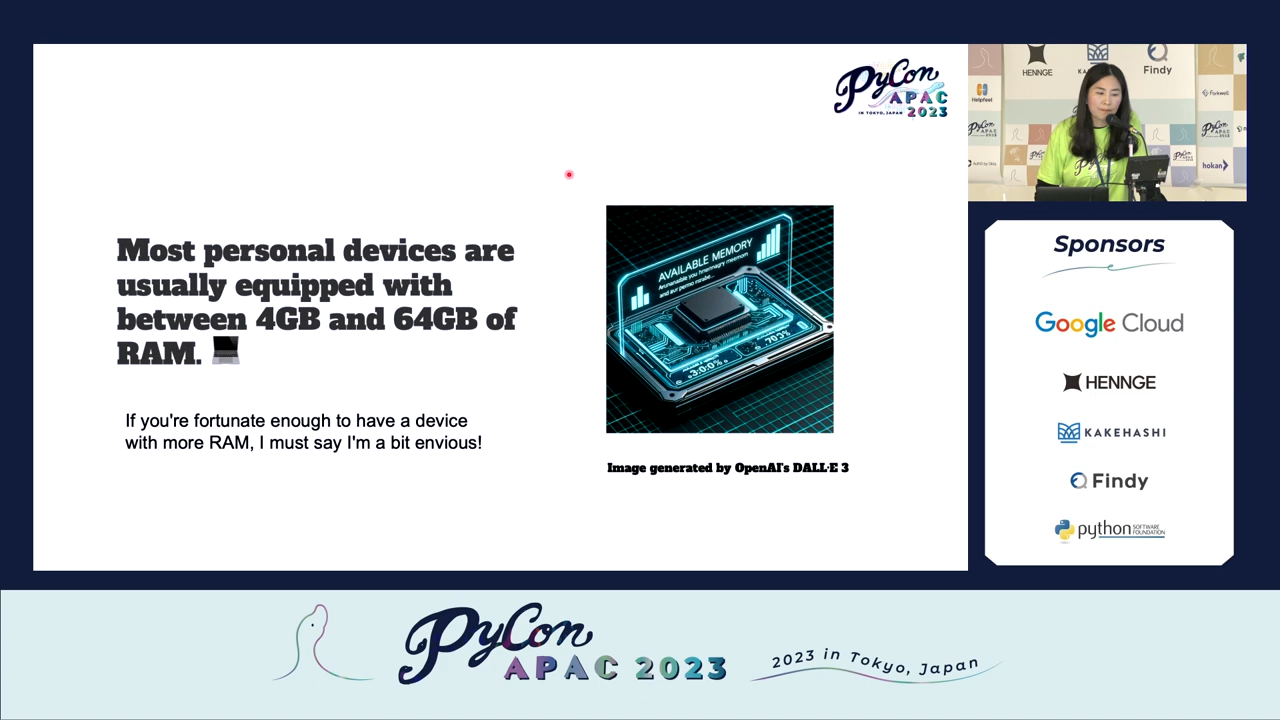 PyCon
APAC
IN TOKYO, JAPAN
2023
Most personal devices are
usually equipped with
between 4GB and 64GB of
RAM.
If you're fortunate enough to have a device
with more RAM, I must say I'm a bit envious!
AVAILABLE MEMORY
Image generated by OpenAI's DALL·E 3
HENNGE
Findy
Helpfeel
Forkwell
hokan
Sponsors
Google Cloud
HENNGE
KAKEHASHI
Findy
python SOFTWARE
FOUNDATION
PyCon
APAC 2023
2023 in Tokyo, Japan